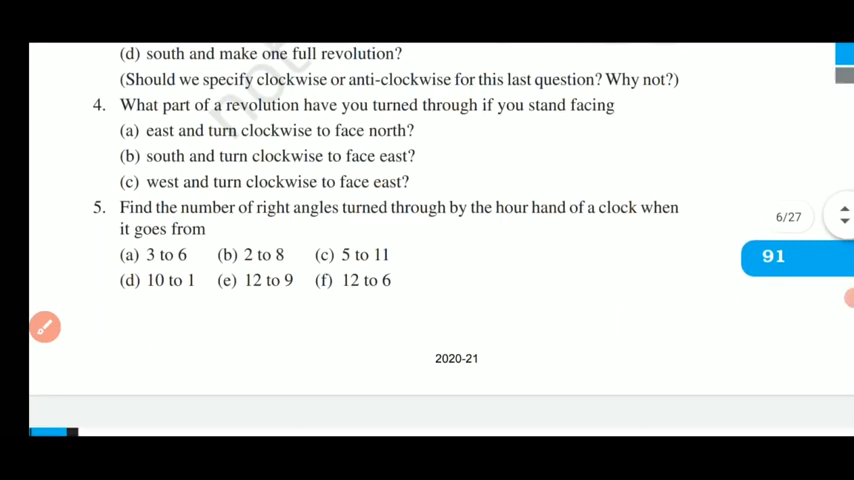 (d) south and make one full revolution?
(Should we specify clockwise or anti-clockwise for this last question? Why not?)
4. What part of a revolution have you turned through if you stand facing
(a) east and turn clockwise to face north?
(b) south and turn clockwise to face east?
(c) west and turn clockwise to face east?
5. Find the number of right angles turned through by the hour hand of a clock when
it goes from
(a) 3 to 6 (b) 2 to 8 (c) 5 to 11
(d) 10 to 1 (e) 12 to 9 (f) 12 to 6
6/27
91
2020-21